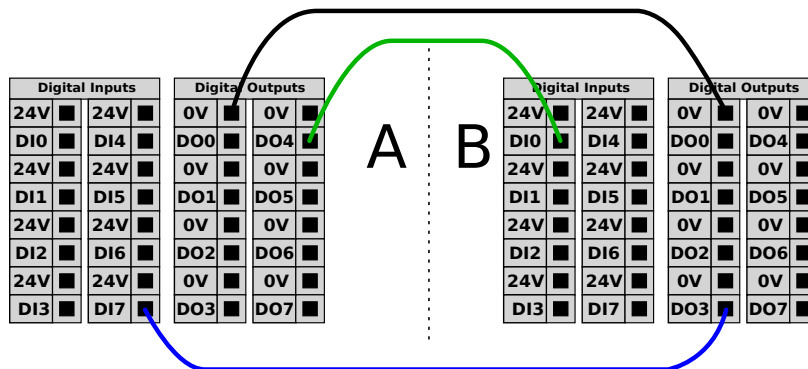 Digital Inputs Digital Outputs Digital Inputs Digital Outputs
24V 24V 0V 0V A B 24V 24V 0V 0V
DI0 DI4 DO0 DO4 DI0 DI4 DO0 DO4
24V 24V 0V 0V 24V 24V 0V 0V
DI1 DI5 DO1 DO5 DI1 DI5 DO1 DO5
24V 24V 0V 0V 24V 24V 0V 0V
DI2 DI6 DO2 DO6 DI2 DI6 DO2 DO6
24V 24V 0V 0V 24V 24V 0V 0V
DI3 DI7 DO3 DO7 DI3 DI7 DO3 DO7